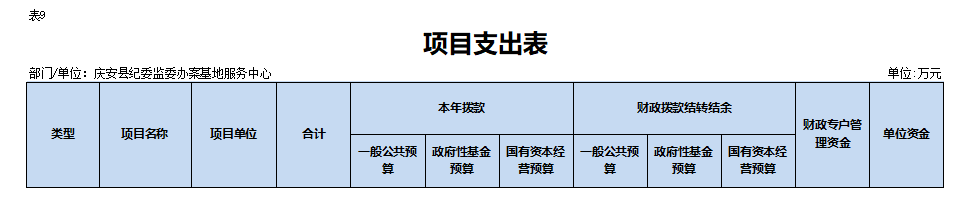 表9
项目支出表
部门/单位：庆安县纪委监委办案基地服务中心
单位:万元
类型
项目名称
项目单位
合计
本年拨款
财政拨款结转结余
财政专户管
理资金
单位资金
一般公共预
算
政府性基金
预算
国有资本经
营预算
一般公共预
算
政府性基金
预算
国有资本经
营预算